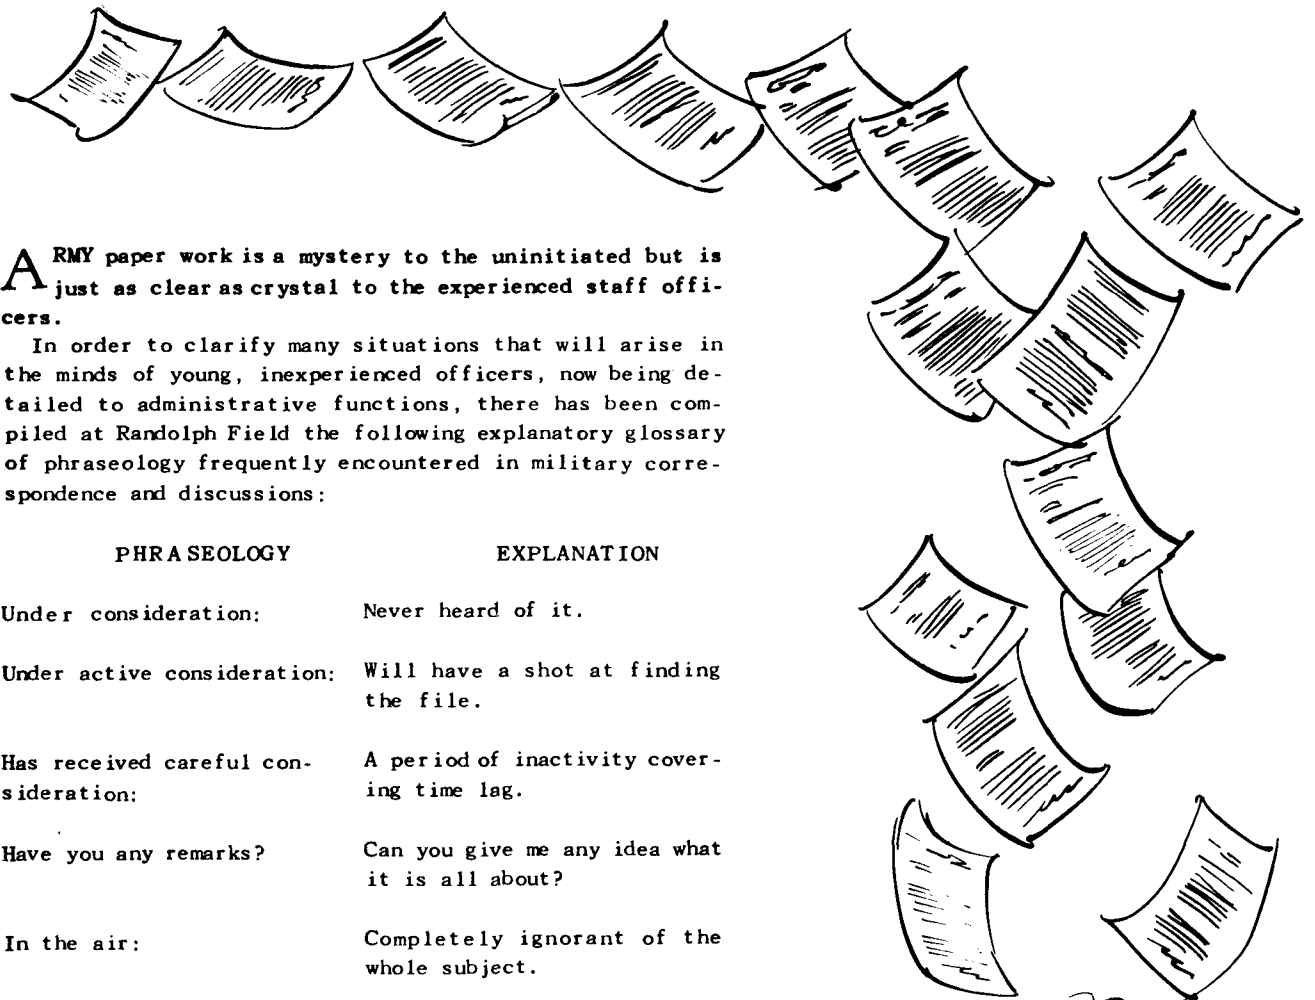 ARMY paper work is a mystery to the uninitiated but is
just as clear as crystal to the experienced staff offi-
cers.
In order to clarify many situations that will arise in
the minds of young, inexperienced officers, now being de-
tailed to administrative functions, there has been com-
piled at Randolph Field the following explanatory glossary
of phraseology frequently encountered in military corre-
spondence and discussions:
PHRASEOLOGY EXPLANATION
Under consideration: Never heard of it.
Under active consideration: Will have a shot at finding
the file.
Has received careful con- A period of inactivity cover-
sideration: ing time lag.
Have you any remarks? Can you give me any idea what
it is all about?
In the air: Completely ignorant of the
whole subject.